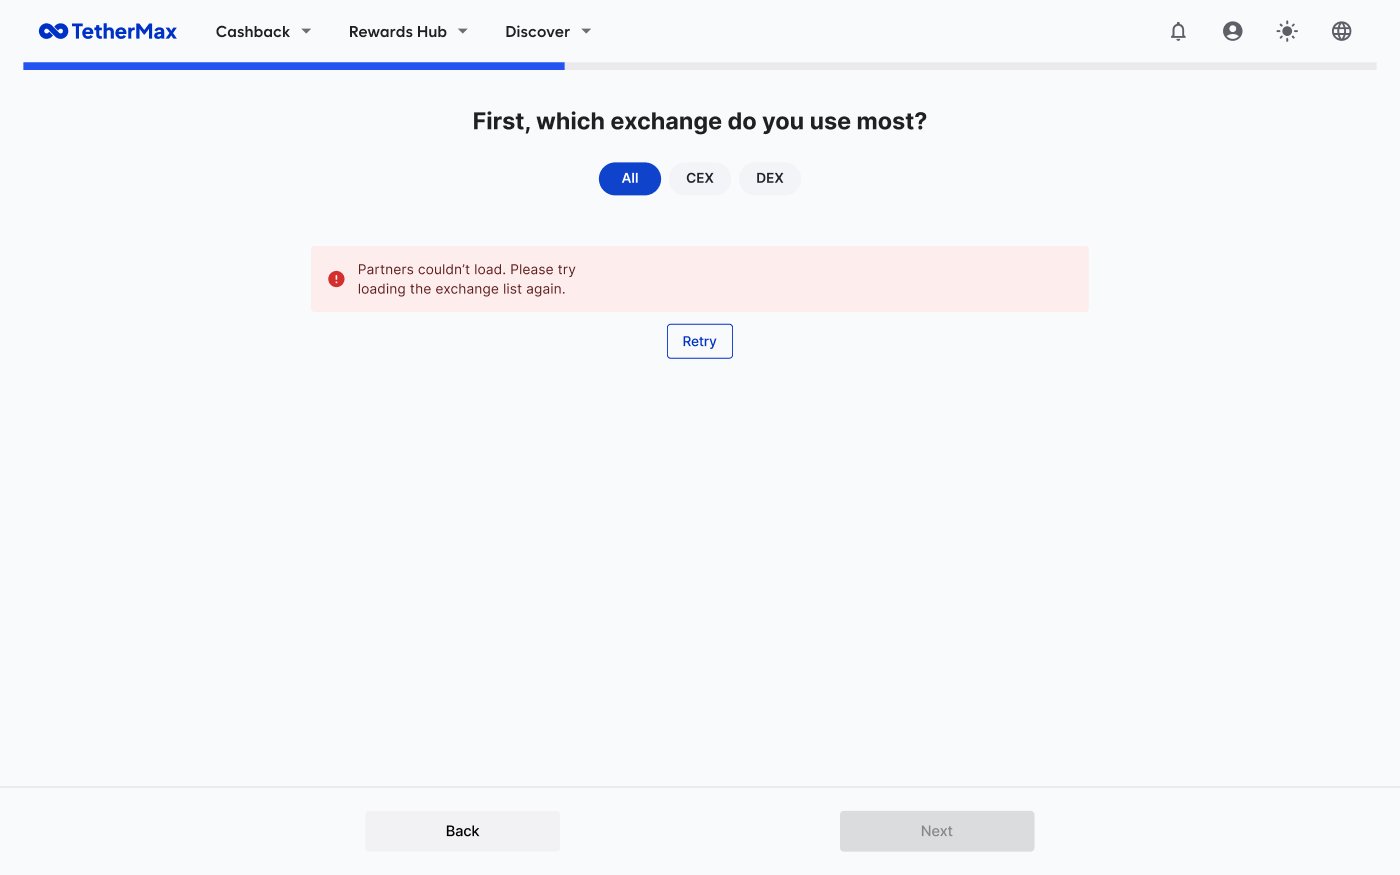 TetherMax
Cashback
Rewards Hub
Discover
First, which exchange do you use most?
All
CEX
DEX
Partners couldn’t load. Please try
loading the exchange list again.
Retry
Back
Next